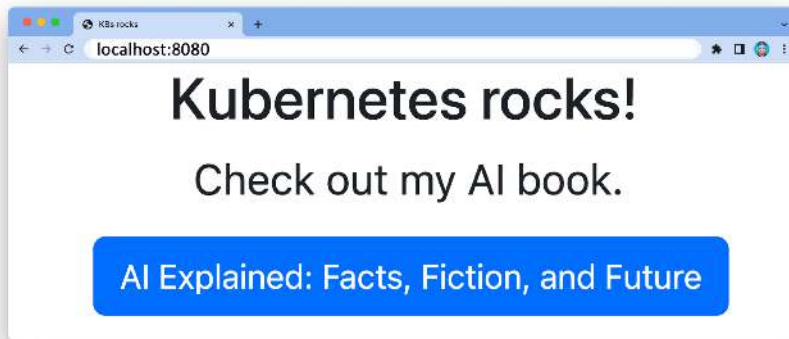 K8s rocks
localhost:8080
Kubernetes rocks!
Check out my AI book.
AI Explained: Facts, Fiction, and Future